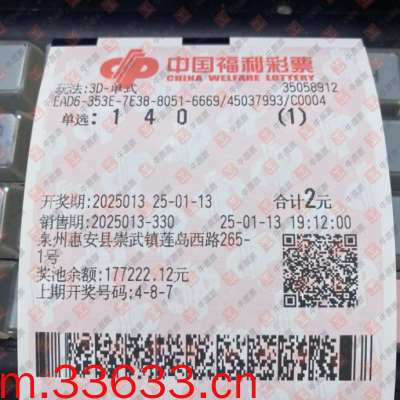 中国福利彩票
CHINA WELFARE LOTTERY
玩法:3D-单式 35058912
EAD6-353E-7E38-8051-6669/45037993/C0004
单选:1 4 0 (1)
开奖期:2025013 25-01-13 合计2元
销售期:2025013-330 25-01-13 19:12:00
泉州惠安县崇武镇莲岛西路265-
1号
奖池余额:177222.12元
上期开奖号码:4-8-7
m.33633.cn